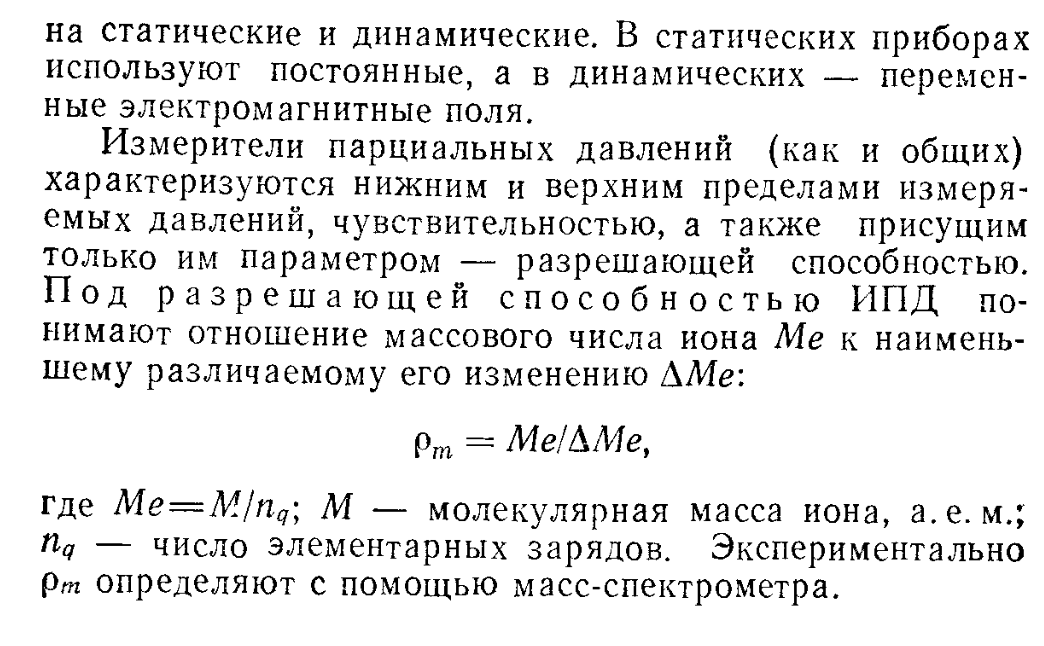 на статические и динамические. В статических приборах
используют постоянные, а в динамических — перемен-
ные электромагнитные поля.
Измерители парциальных давлений (как и общих)
характеризуются нижним и верхним пределами измеря-
емых давлений, чувствительностью, а также присущим
только им параметром — разрешающей способностью.
Под разрешающей способностью ИПД по-
нимают отношение массового числа иона Me к наимень-
шему различаемому его изменению ΔMe:
ρm = Me/ΔMe,
где Me=M/nq; M — молекулярная масса иона, а. е. м.;
nq — число элементарных зарядов. Экспериментально
ρm определяют с помощью масс-спектрометра.